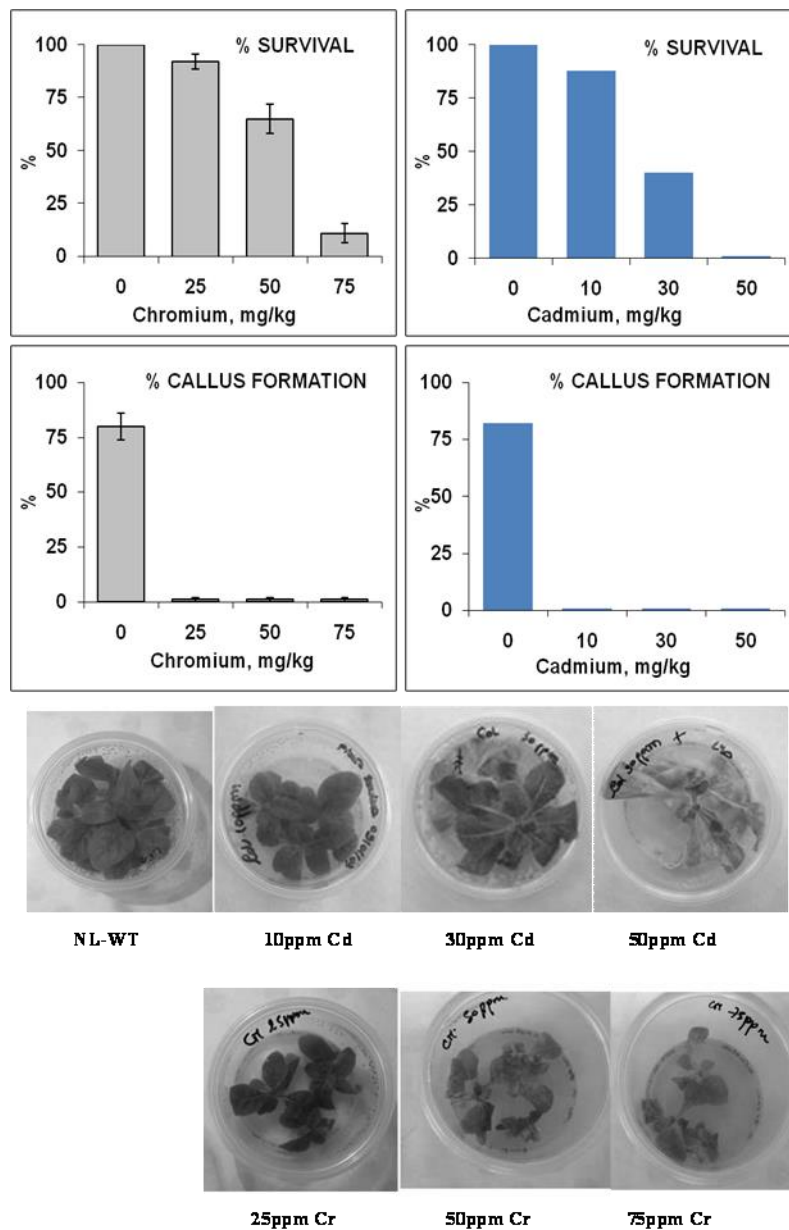 % SURVIVAL
100
75
50
25
0
%
0 25 50 75
Chromium, mg/kg
% SURVIVAL
100
75
50
25
0
%
0 10 30 50
Cadmium, mg/kg
% CALLUS FORMATION
100
75
50
25
0
%
0 25 50 75
Chromium, mg/kg
% CALLUS FORMATION
100
75
50
25
0
%
0 10 30 50
Cadmium, mg/kg
NL-WT
10ppm Cd
30ppm Cd
50ppm Cd
Cr 25ppm
Cr 50ppm
Cr 75ppm
25ppm Cr
50ppm Cr
75ppm Cr